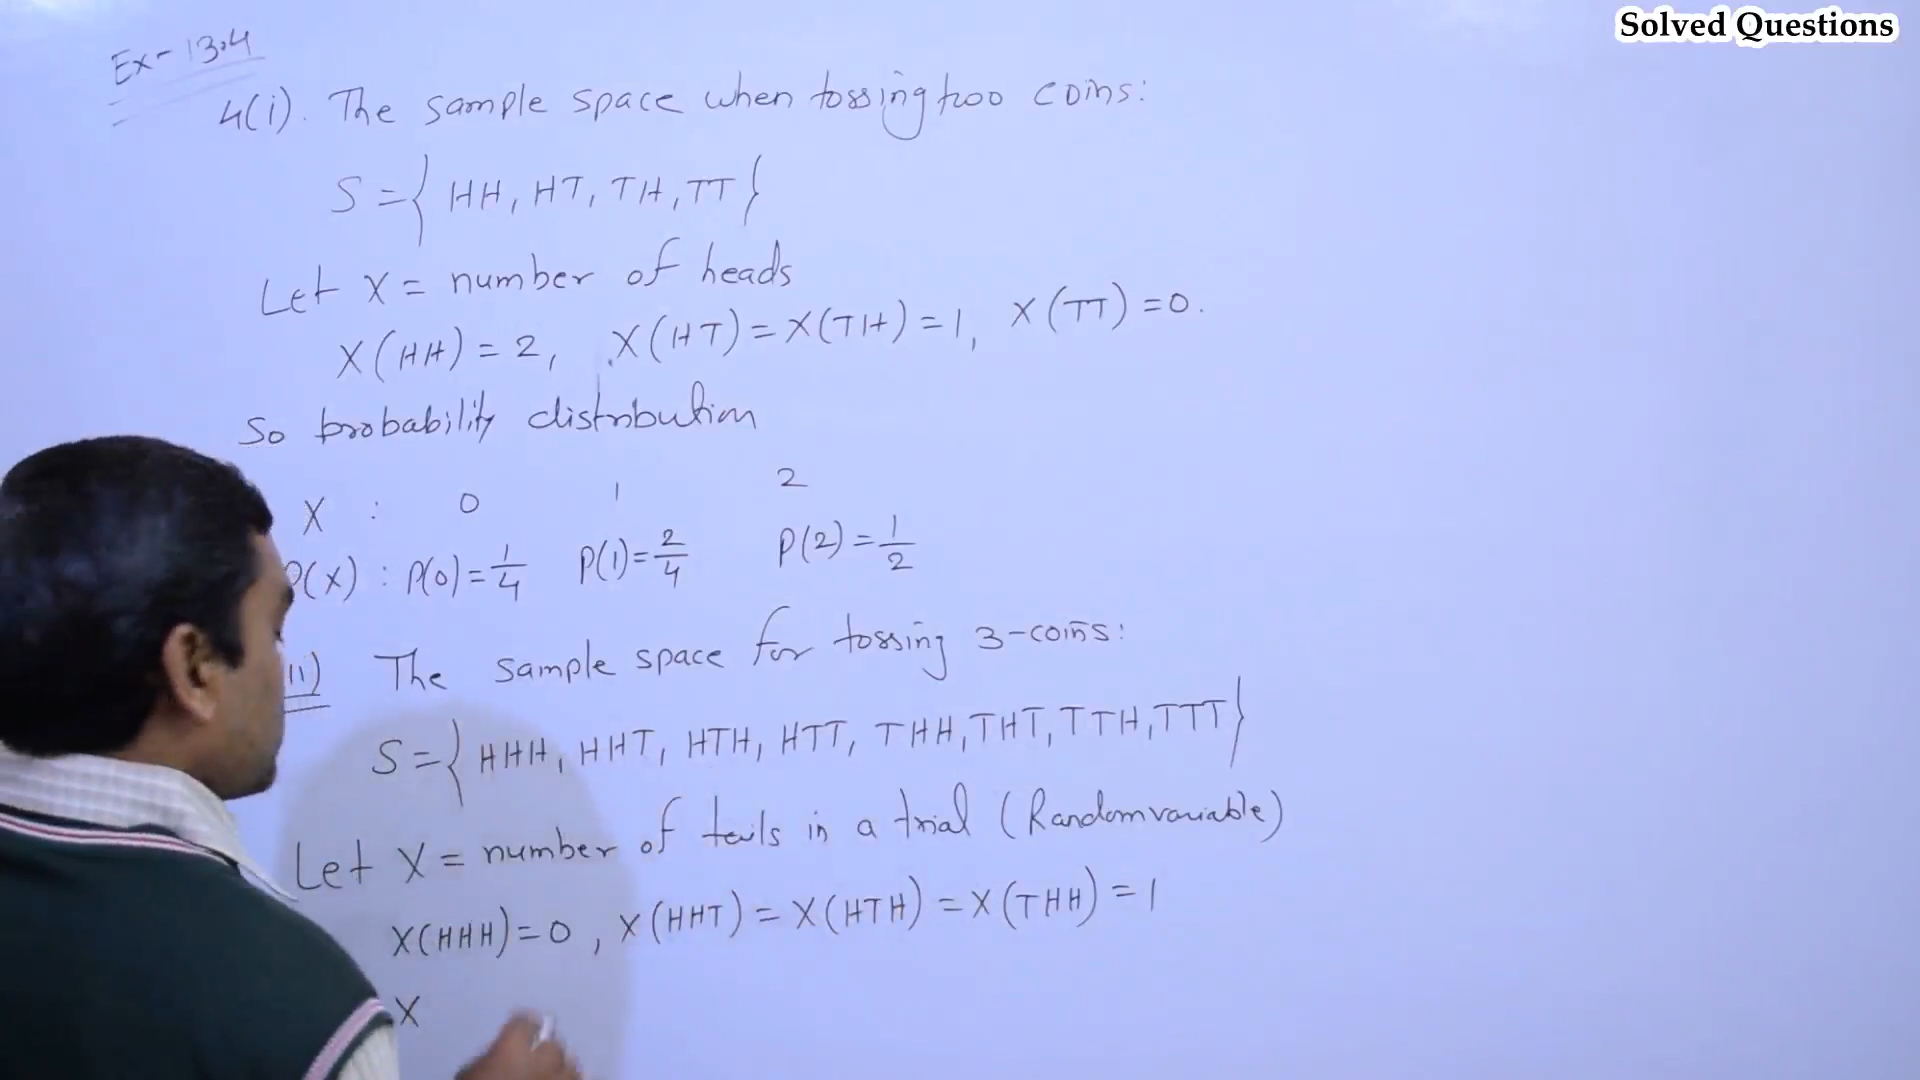 Solved Questions
Ex-13.4
4(i). The sample space when tossing two coins:
S = { HH, HT, TH, TT }
Let X = number of heads
X(HH) = 2, X(HT) = X(TH) = 1, X(TT) = 0.
So probability distribution
X : 0 1 2
P(X) : P(0) = 1/4 P(1) = 2/4 P(2) = 1/2
(ii) The sample space for tossing 3-coins:
S = { HHH, HHT, HTH, HTT, THH, THT, TTH, TTT }
Let X = number of tails in a trial (Random variable)
X(HHH) = 0, X(HHT) = X(HTH) = X(THH) = 1
X